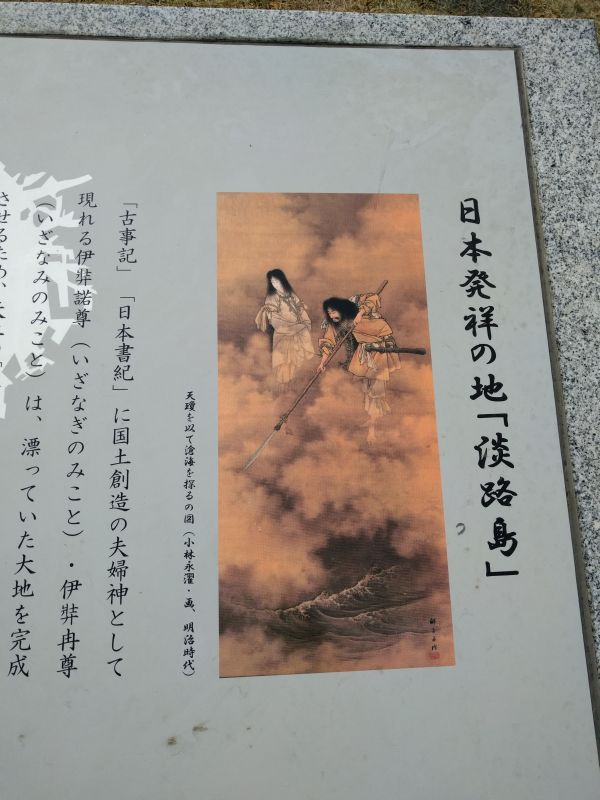 日本発祥の地「淡路島」
天瓊を以て滄海を探るの図（小林永濯・画、明治時代）
「古事記」「日本書紀」に国土創造の夫婦神として
現れる伊弉諾尊（いざなぎのみこと）・伊弉冉尊
（いざなみのみこと）は、漂っていた大地を完成
させるため、